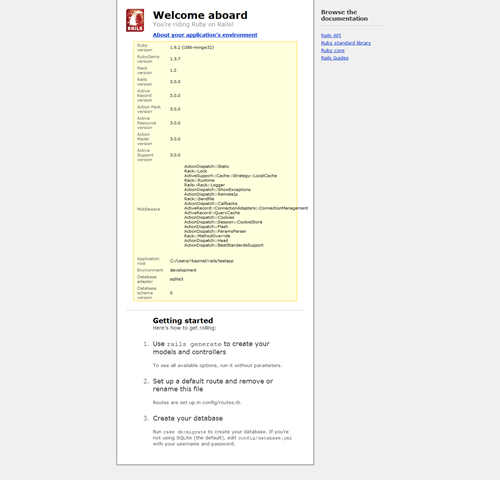 RAILS
Welcome aboard
You're riding Ruby on Rails!
About your application's environment
Ruby version 1.9.2 (i386-mingw32)
RubyGems version 1.3.7
Rack version 1.2
Rails version 3.0.0
Active Record version 3.0.0
Action Pack version 3.0.0
Active Resource version 3.0.0
Action Mailer version 3.0.0
Active Support version 3.0.0
Middleware
ActionDispatch::Static
Rack::Lock
ActiveSupport::Cache::Strategy::LocalCache
Rack::Runtime
Rails::Rack::Logger
ActionDispatch::ShowExceptions
ActionDispatch::RemoteIp
Rack::Sendfile
ActionDispatch::Callbacks
ActiveRecord::ConnectionAdapters::ConnectionManagement
ActiveRecord::QueryCache
ActionDispatch::Cookies
ActionDispatch::Session::CookieStore
ActionDispatch::Flash
ActionDispatch::ParamsParser
Rack::MethodOverride
ActionDispatch::Head
ActionDispatch::BestStandardsSupport
Application root C:/Users/rbezinet/rails/testapp
Environment development
Database adapter sqlite3
Database schema version 0
Getting started
Here's how to get rolling:
1. Use rails generate to create your
models and controllers
To see all available options, run it without parameters.
2. Set up a default route and remove or
rename this file
Routes are set up in config/routes.rb.
3. Create your database
Run rake db:migrate to create your database. If you're
not using SQLite (the default), edit config/database.yml
with your username and password.
Browse the
documentation
Rails API
Ruby standard library
Ruby core
Rails Guides